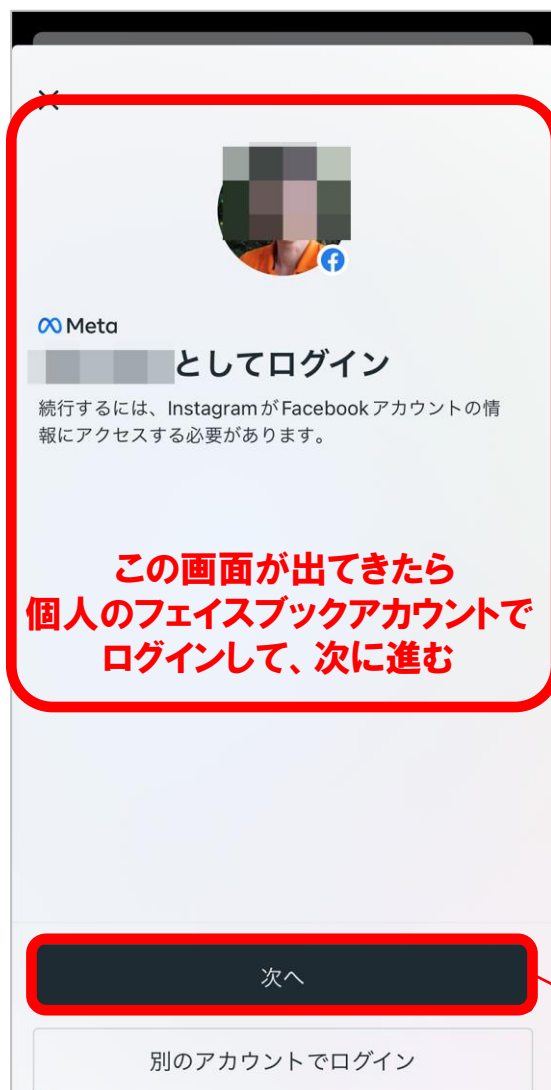 Meta
としてログイン
続行するには、InstagramがFacebookアカウントの情
報にアクセスする必要があります。
この画面が出てきたら
個人のフェイスブックアカウントで
ログインして、次に進む
次へ
別のアカウントでログイン